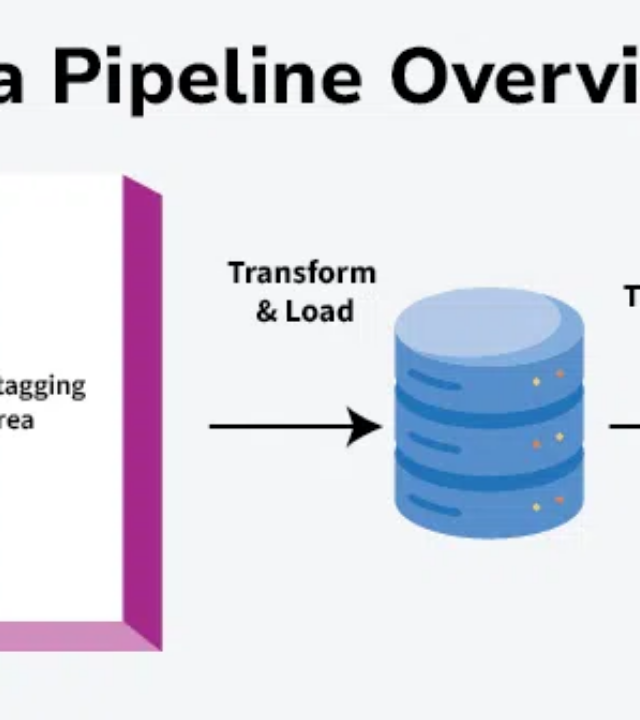 a Pipeline Overvi
Transform
& Load
T
tagging
rea